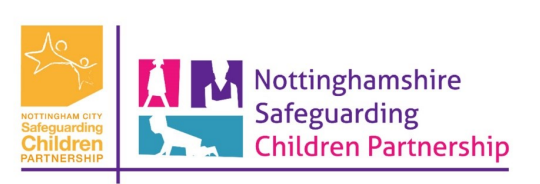 NOTTINGHAM CITY
Safeguarding
Children
PARTNERSHIP
Nottinghamshire
Safeguarding
Children Partnership